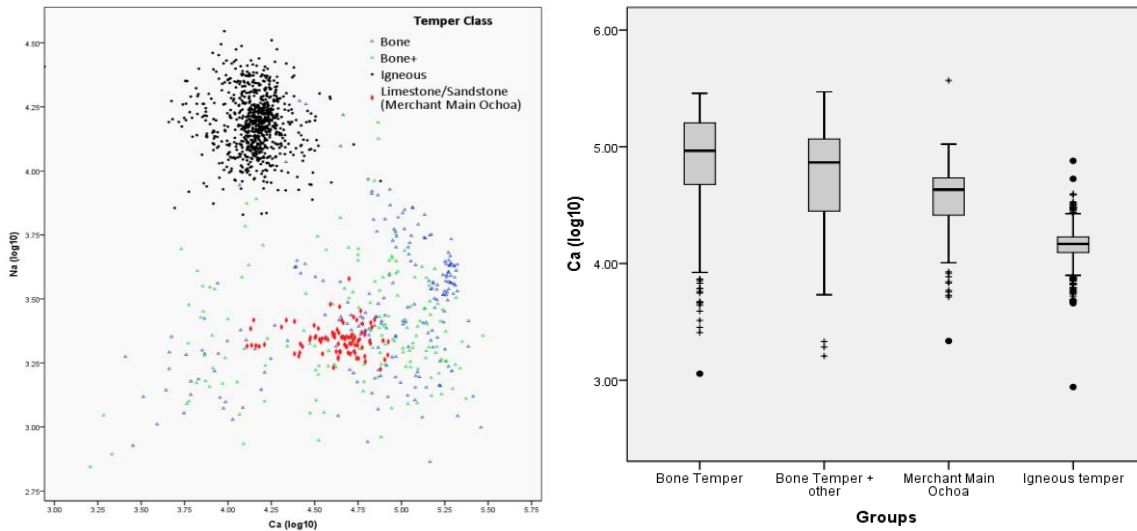 Temper Class
Bone
Bone+
Igneous
Limestone/Sandstone
(Merchant Main Ochoa)
4.50
4.25
4.00
3.75
3.50
3.25
3.00
2.75
Na (log10)
3.00 3.25 3.50 3.75 4.00 4.25 4.50 4.75 5.00 5.25 5.50 5.75
Ca (log10)
6.00
5.00
4.00
3.00
Ca (log10)
Bone Temper
Bone Temper +
other
Merchant Main
Ochoa
Igneous temper
Groups